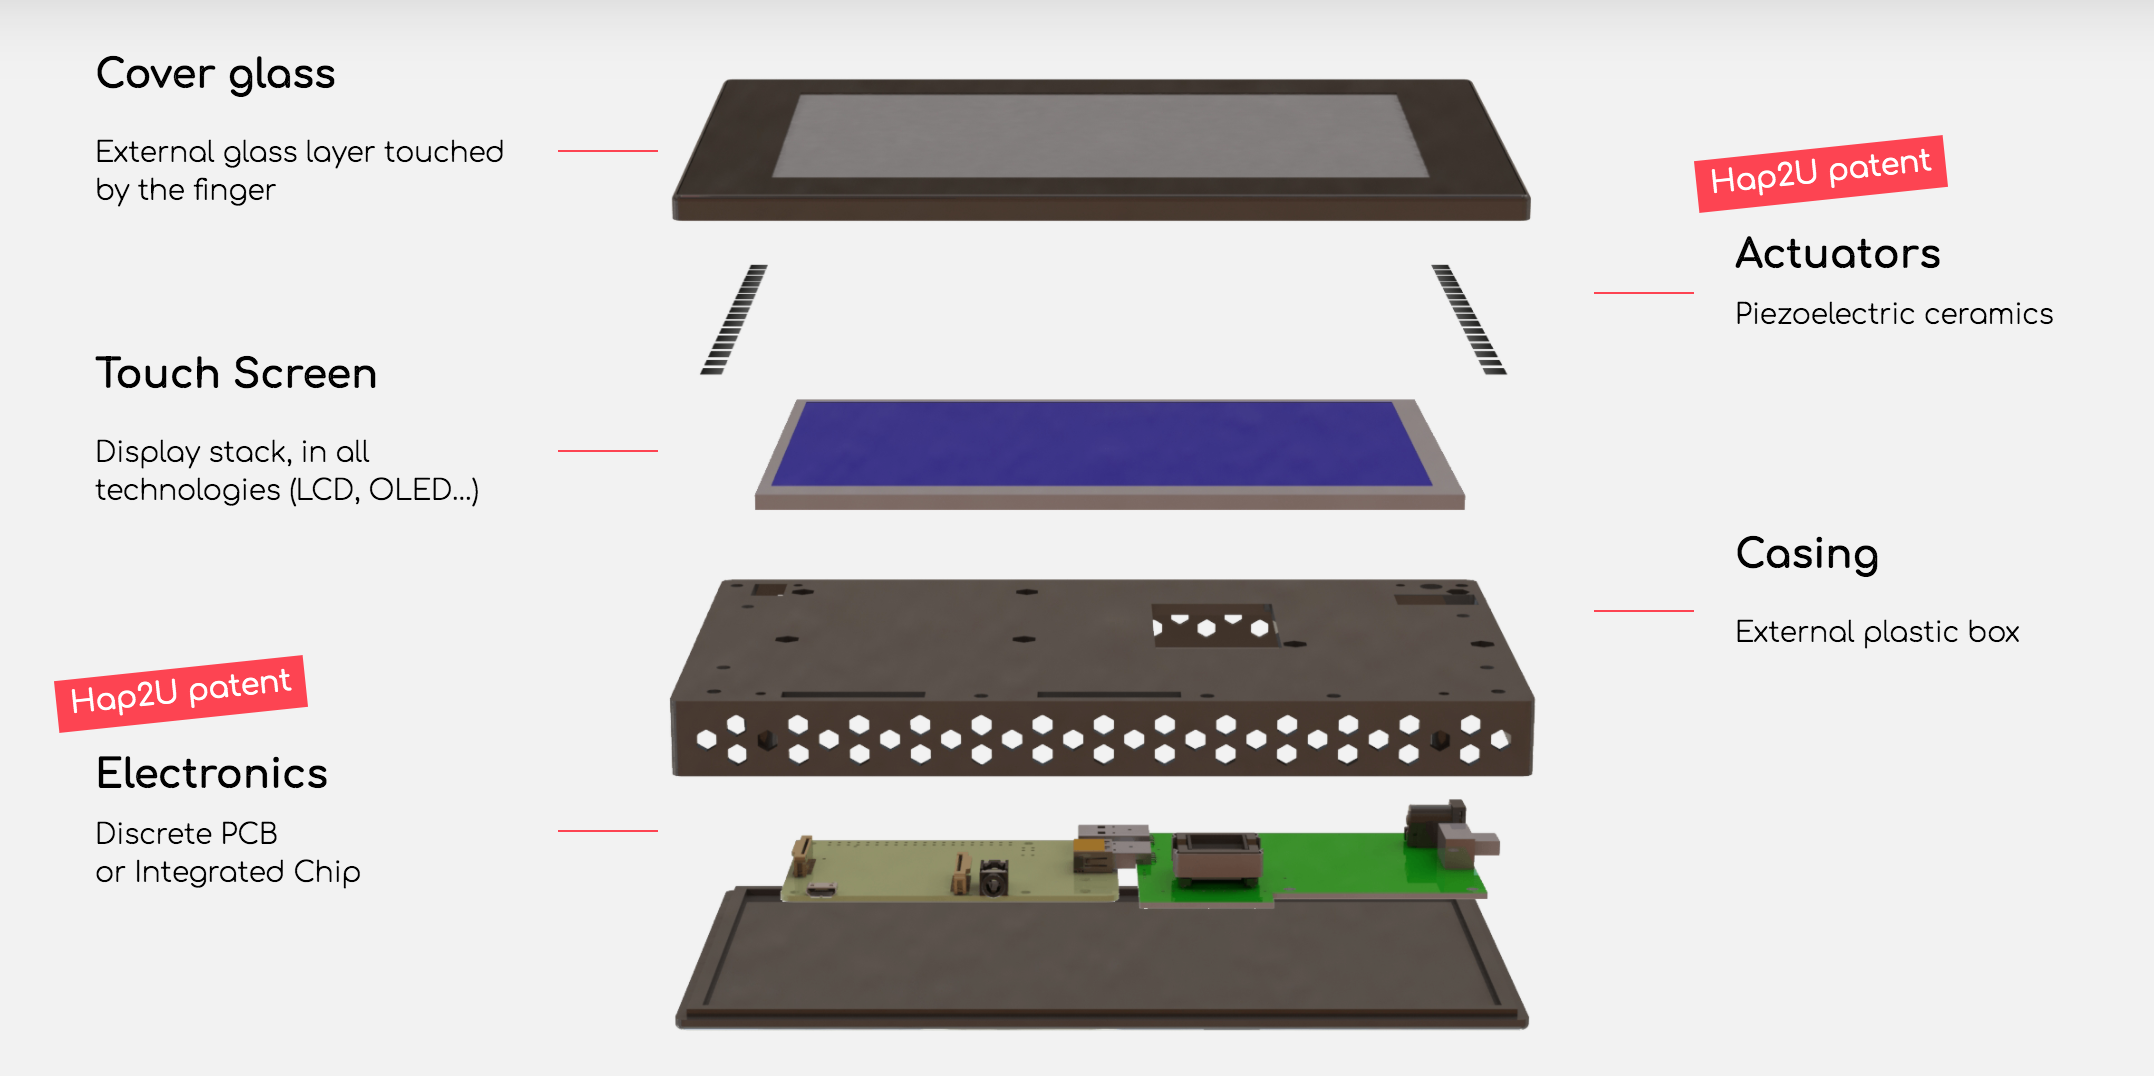 Cover glass
External glass layer touched
by the finger
Hap2U patent
Actuators
Piezoelectric ceramics
Touch Screen
Display stack, in all
technologies (LCD, OLED...)
Casing
External plastic box
Hap2U patent
Electronics
Discrete PCB
or Integrated Chip